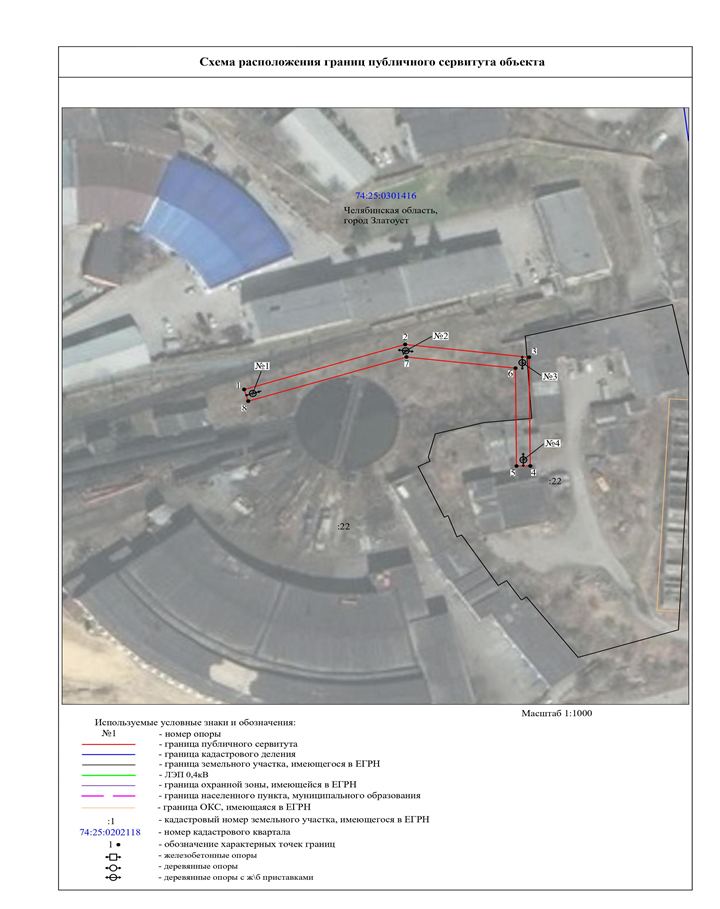 Схема расположения границ публичного сервитута объекта
74:25:0301416
Челябинская область,
город Златоуст
2
№2
3
7
№1
6
№3
1
8
№4
5
4
:22
:22
Масштаб 1:1000
Используемые условные знаки и обозначения:
№1 - номер опоры
- граница публичного сервитута
- граница кадастрового деления
- граница земельного участка, имеющегося в ЕГРН
- ЛЭП 0,4кВ
- граница охранной зоны, имеющейся в ЕГРН
- граница населенного пункта, муниципального образования
- граница ОКС, имеющаяся в ЕГРН
:1 - кадастровый номер земельного участка, имеющегося в ЕГРН
74:25:0202118 - номер кадастрового квартала
1 - обозначение характерных точек границ
- железобетонные опоры
- деревянные опоры
- деревянные опоры с ж\б приставками